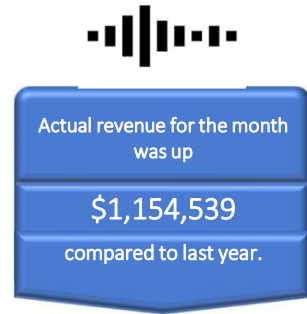 Actual revenue for the month
was up
$1,154,539
compared to last year.